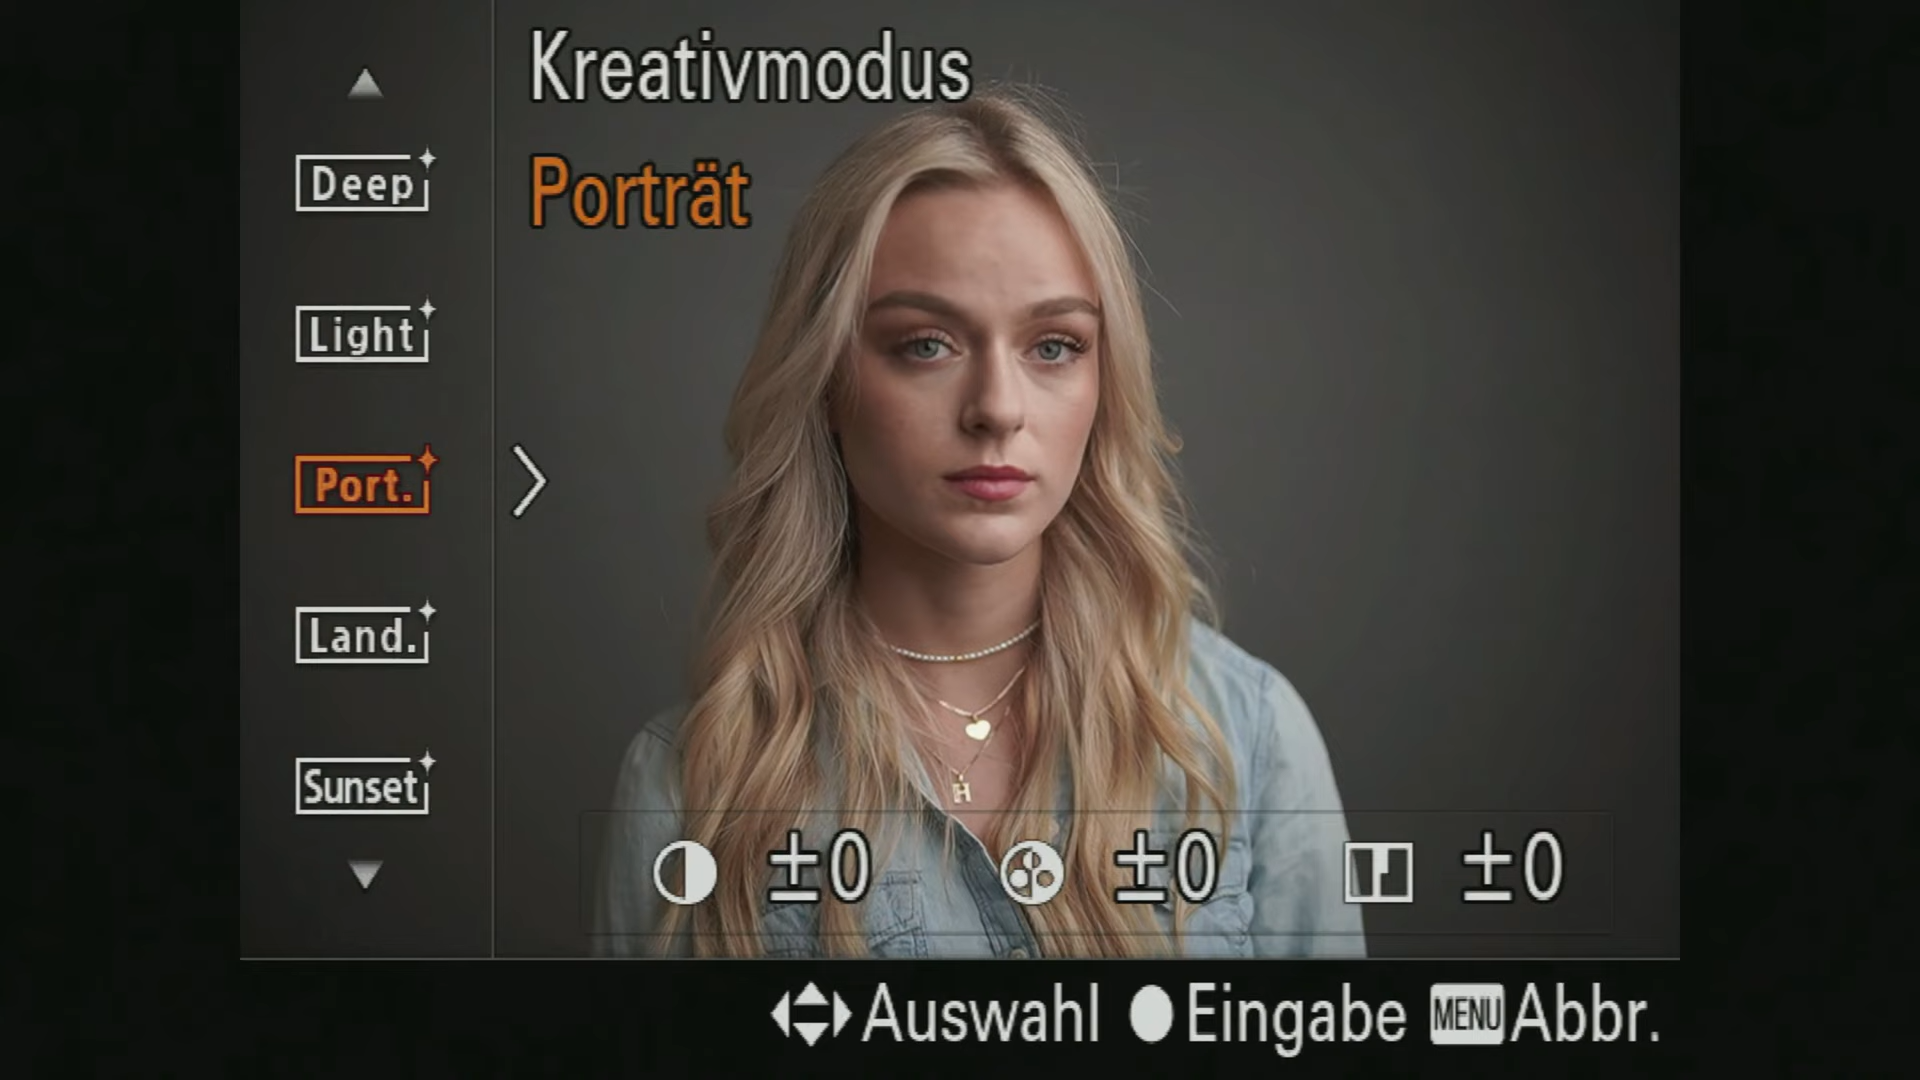 Kreativmodus
Porträt
Deep
Light
Port.
Land.
Sunset
±0 ±0 ±0
H
Auswahl Eingabe MENU Abbr.